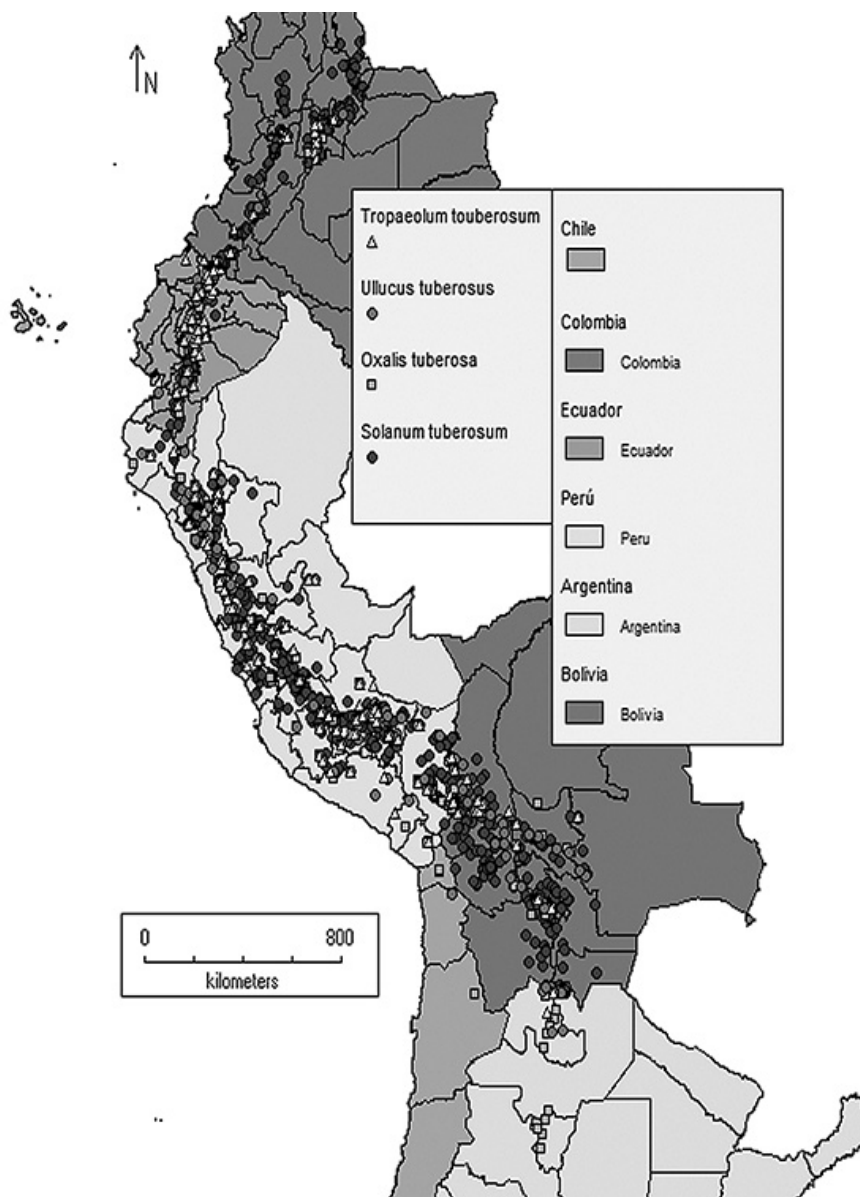 N
Tropaeolum touberosum
Ullucus tuberosus
Oxalis tuberosa
Solanum tuberosum
Chile
Colombia
Colombia
Ecuador
Ecuador
Perú
Peru
Argentina
Argentina
Bolivia
Bolivia
0 800
kilometers